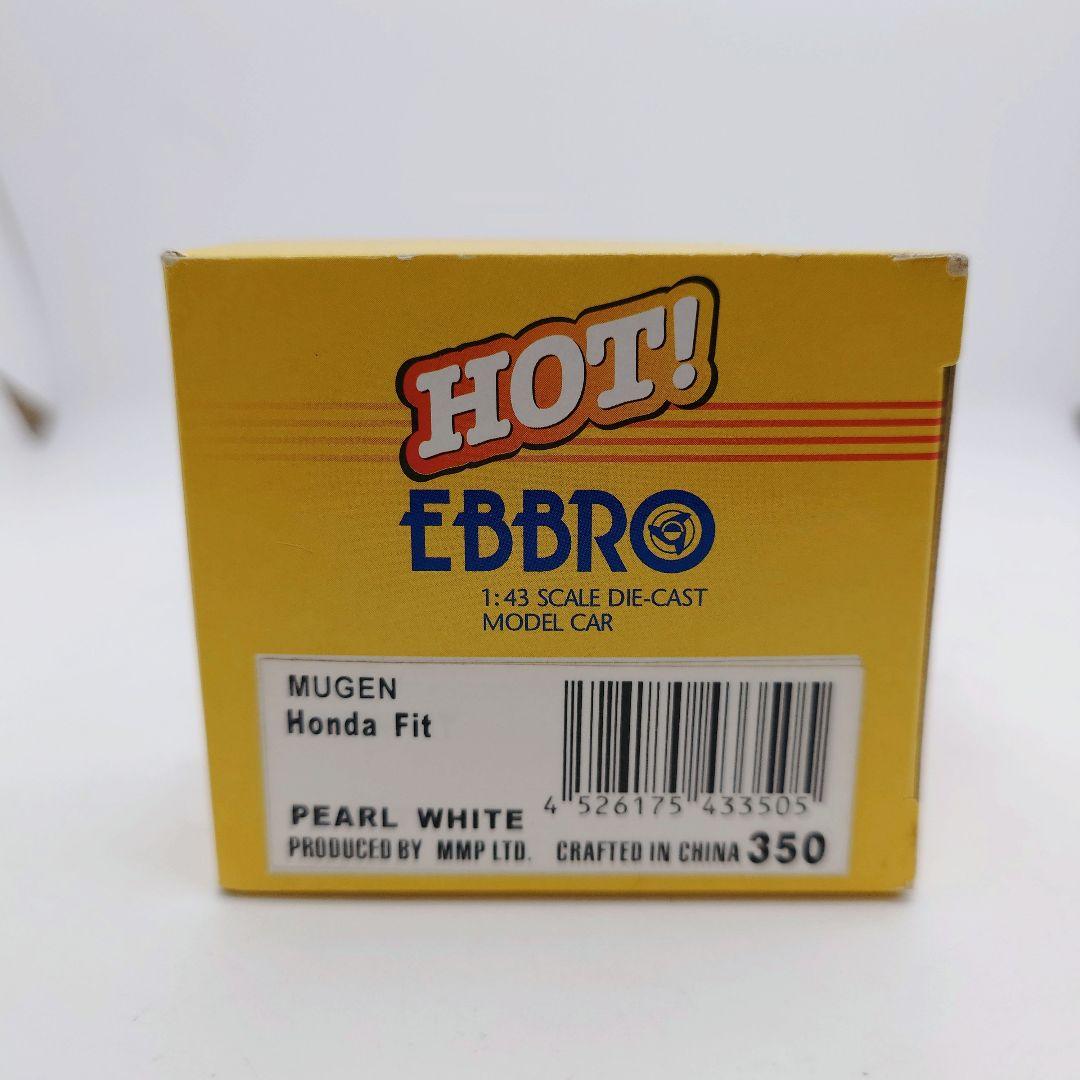 HOT!
EBBRO
1:43 SCALE DIE-CAST
MODEL CAR
MUGEN
Honda Fit
4 526175 433505
PEARL WHITE
PRODUCED BY MMP LTD. CRAFTED IN CHINA 350